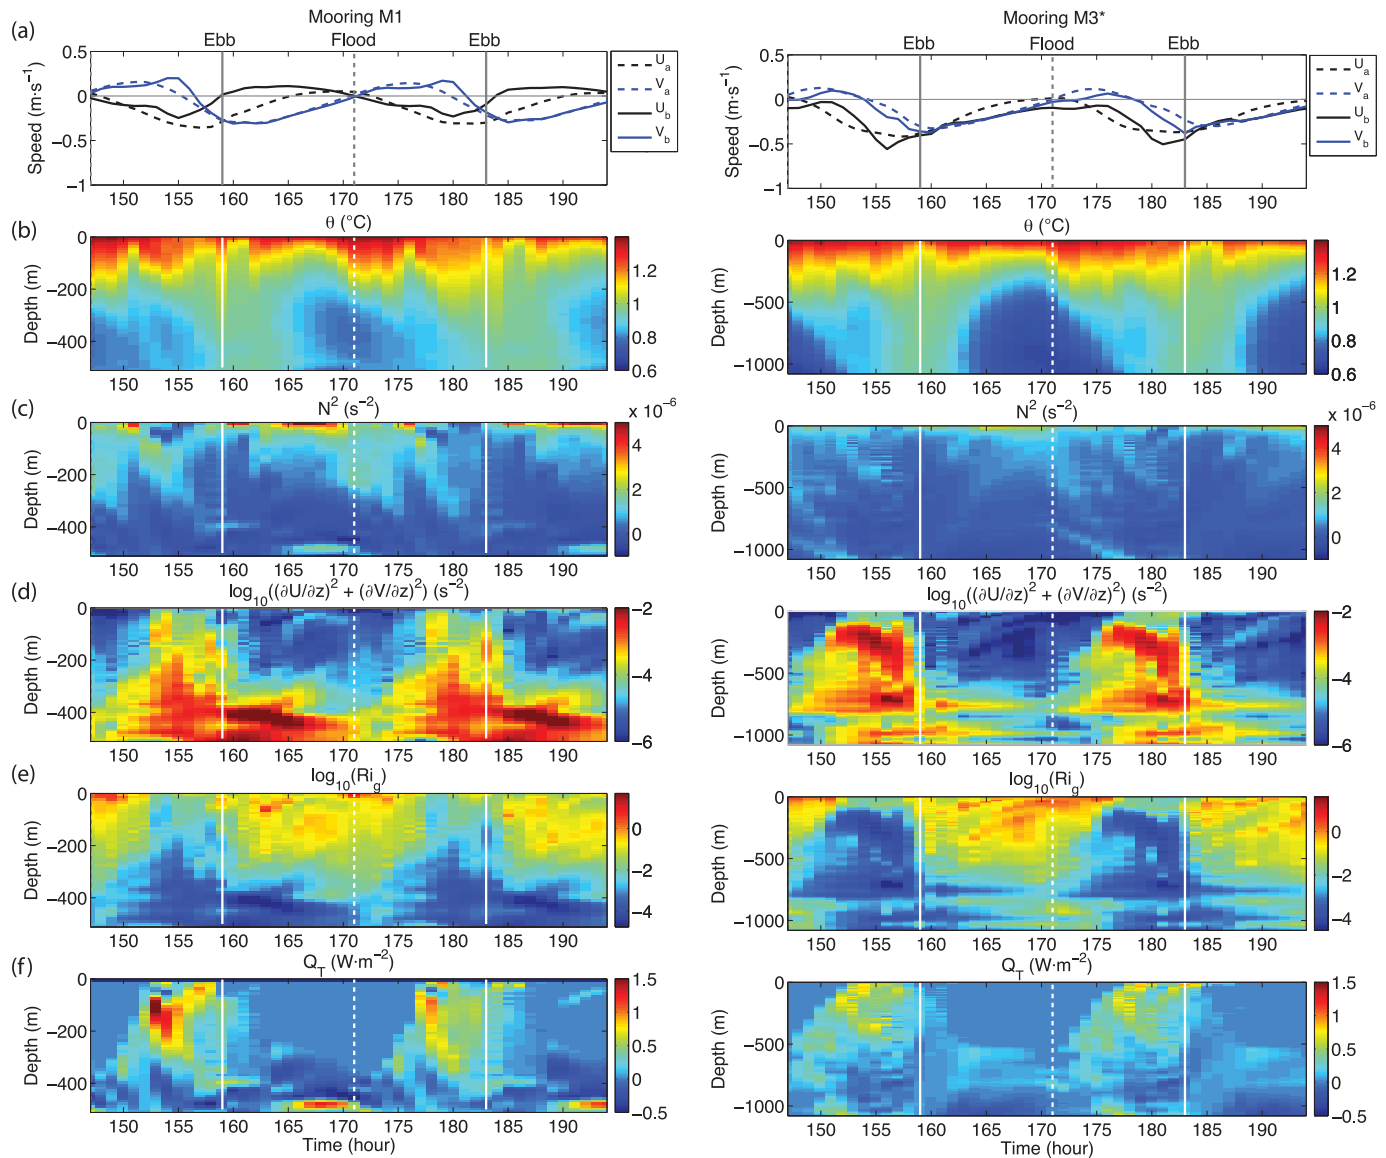 Mooring M1
Mooring M3*
(a)
Ebb Flood Ebb
Ebb Flood Ebb
Speed (m·s⁻¹)
0.5
0
−0.5
−1
150 155 160 165 170 175 180 185 190
U_a
V_a
U_b
V_b
Speed (m·s⁻¹)
0.5
0
−0.5
−1
150 155 160 165 170 175 180 185 190
U_a
V_a
U_b
V_b
(b)
θ (°C)
Depth (m)
0
−200
−400
150 155 160 165 170 175 180 185 190
1.2
1
0.8
0.6
θ (°C)
Depth (m)
0
−500
−1000
150 155 160 165 170 175 180 185 190
1.4
1.2
1
0.8
0.6
(c)
N² (s⁻²)
x 10⁻⁶
Depth (m)
0
−200
−400
150 155 160 165 170 175 180 185 190
4
2
0
N² (s⁻²)
x 10⁻⁶
Depth (m)
0
−500
−1000
150 155 160 165 170 175 180 185 190
4
2
0
(d)
log₁₀((∂U/∂z)² + (∂V/∂z)²) (s⁻²)
Depth (m)
0
−200
−400
150 155 160 165 170 175 180 185 190
−2
−4
−6
log₁₀((∂U/∂z)² + (∂V/∂z)²) (s⁻²)
Depth (m)
0
−500
−1000
150 155 160 165 170 175 180 185 190
−2
−4
−6
(e)
log₁₀(Ri_g)
Depth (m)
0
−200
−400
150 155 160 165 170 175 180 185 190
0
−2
−4
log₁₀(Ri_g)
Depth (m)
0
−500
−1000
150 155 160 165 170 175 180 185 190
0
−2
−4
(f)
Q_T (W·m⁻²)
Depth (m)
0
−200
−400
150 155 160 165 170 175 180 185 190
Time (hour)
1.5
1
0.5
0
−0.5
Q_T (W·m⁻²)
Depth (m)
0
−500
−1000
150 155 160 165 170 175 180 185 190
Time (hour)
1.5
1
0.5
0
−0.5